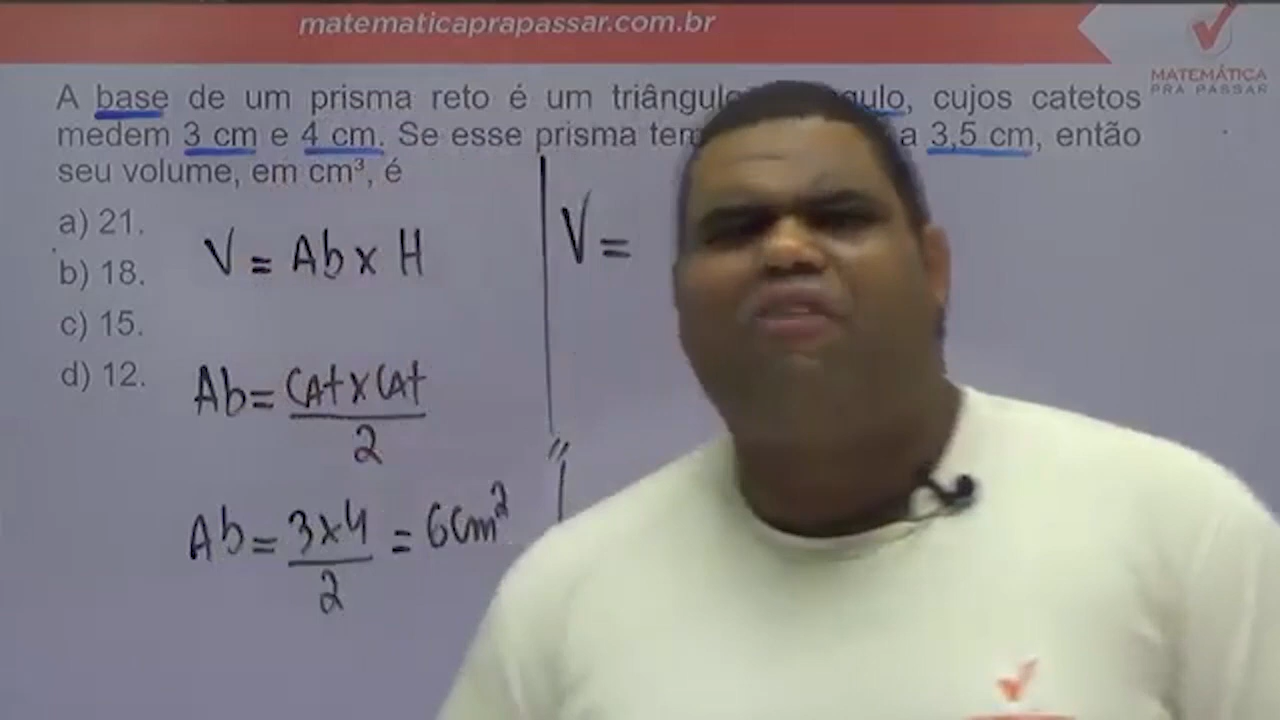 matematicaprapassar.com.br
MATEMÁTICA
PRA PASSAR
A base de um prisma reto é um cujos catetos
medem 3 cm e 4 cm. Se esse prisma a 3,5 cm, então
seu volume, em cm³, é
a) 21.
b) 18.
c) 15.
d) 12.
V = Ab x H
Ab = CAt x CAt
2
Ab = 3x4 = 6cm²
2
V =